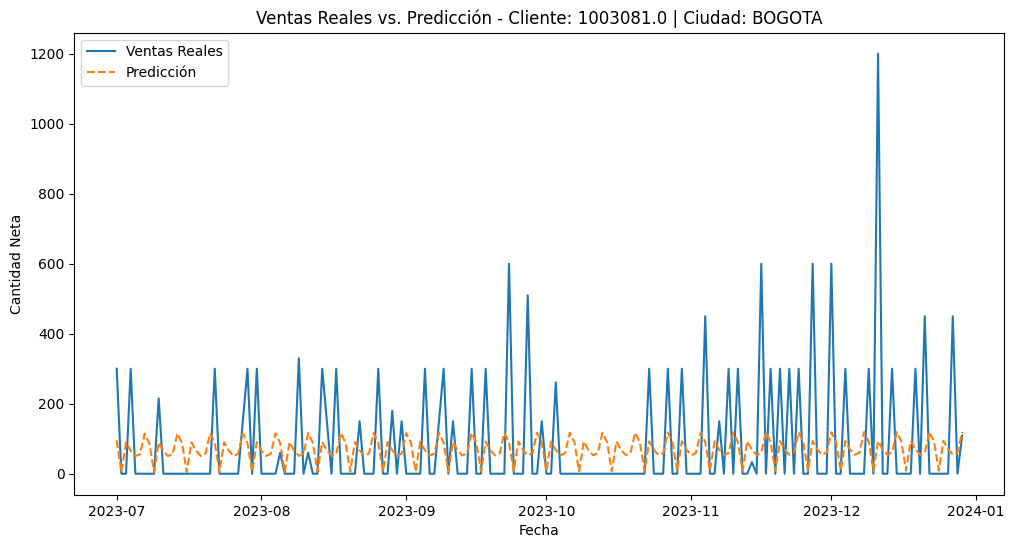 Ventas Reales vs. Predicción - Cliente: 1003081.0 | Ciudad: BOGOTA
Ventas Reales
Predicción
1200
1000
800
600
400
200
0
Cantidad Neta
2023-07
2023-08
2023-09
2023-10
2023-11
2023-12
2024-01
Fecha